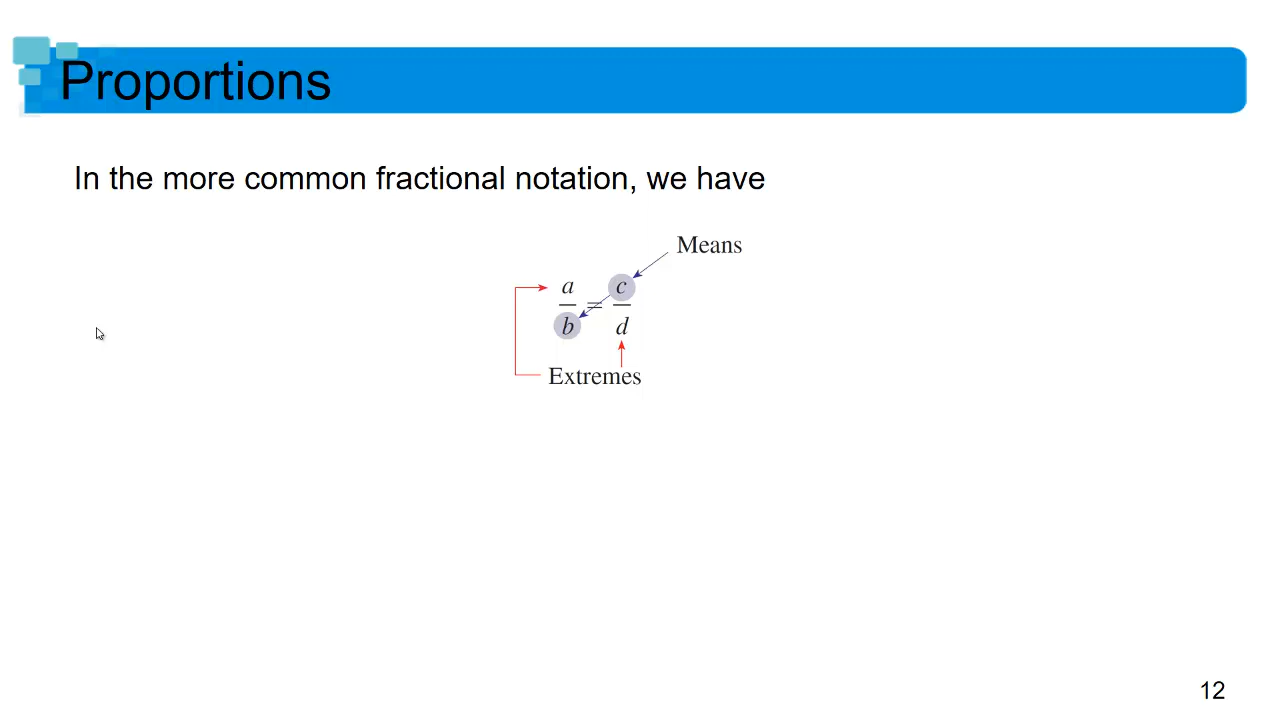 Proportions
In the more common fractional notation, we have
Means
a/b = c/d
Extremes
12